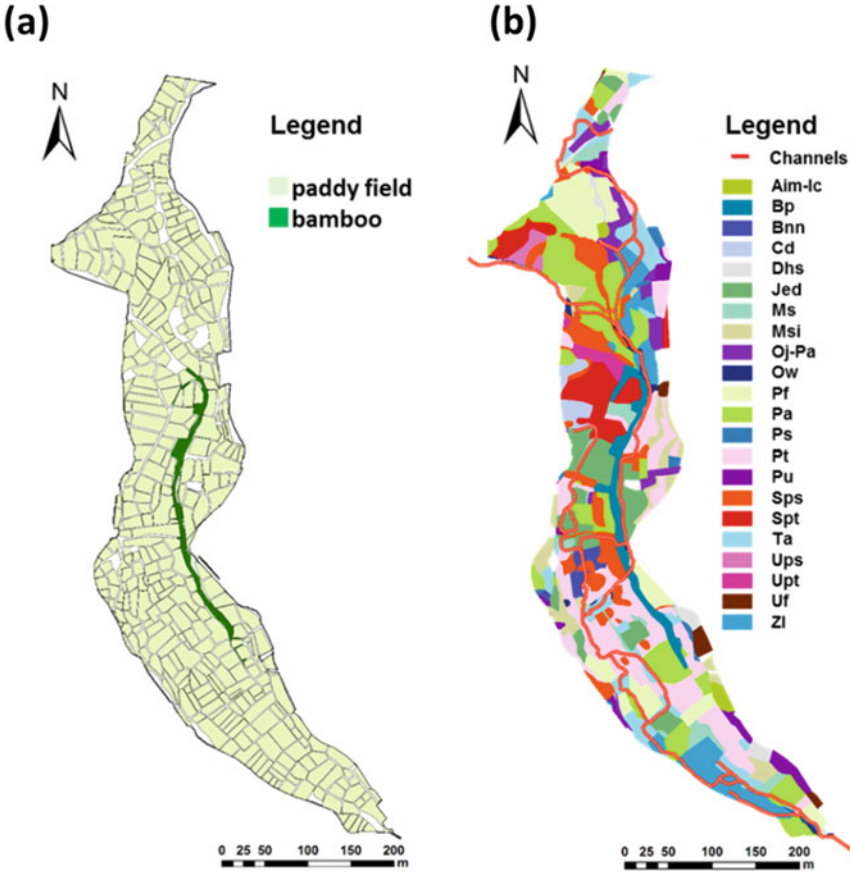 (a)
N
Legend
paddy field
bamboo
0 25 50 100 150 200
m
(b)
N
Legend
Channels
Aim-Ic
Bp
Bnn
Cd
Dhs
Jed
Ms
Msi
Oj-Pa
Ow
Pf
Pa
Ps
Pt
Pu
Sps
Spt
Ta
Ups
Upt
Uf
Zl
0 25 50 100 150 200
m